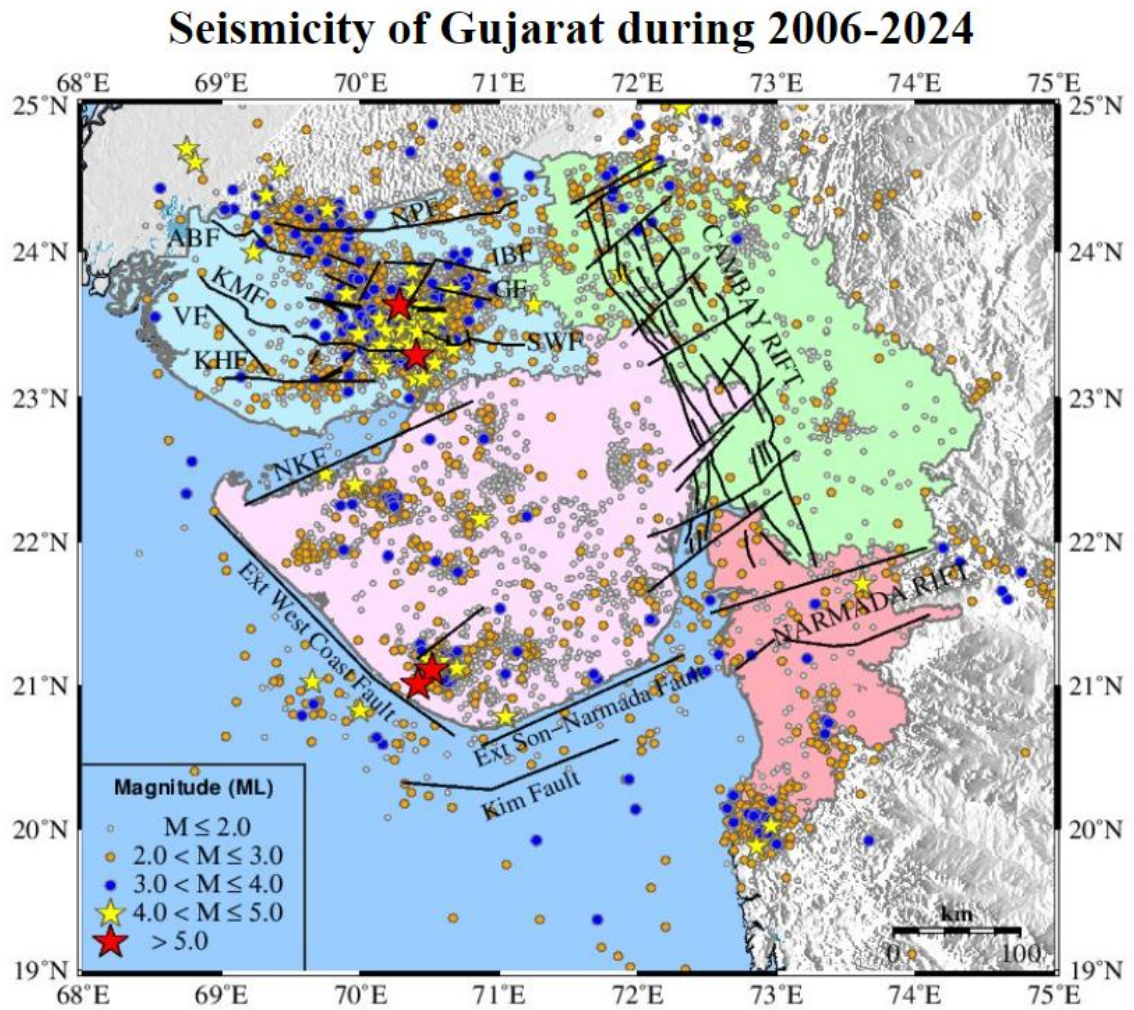 Seismicity of Gujarat during 2006-2024
68°E 69°E 70°E 71°E 72°E 73°E 74°E 75°E
25°N 25°N
NPF
ABF
24°N 24°N
IBF
CAMBAY RIFT
KMF
GF
VF
SWF
KHF
23°N 23°N
NKF
22°N 22°N
Ext West Coast Fault
NARMADA RIFT
21°N 21°N
Ext Son-Narmada Fault
Kim Fault
Magnitude (ML)
M ≤ 2.0
2.0 < M ≤ 3.0
3.0 < M ≤ 4.0
4.0 < M ≤ 5.0
> 5.0
20°N 20°N
km
0 100
19°N 19°N
68°E 69°E 70°E 71°E 72°E 73°E 74°E 75°E